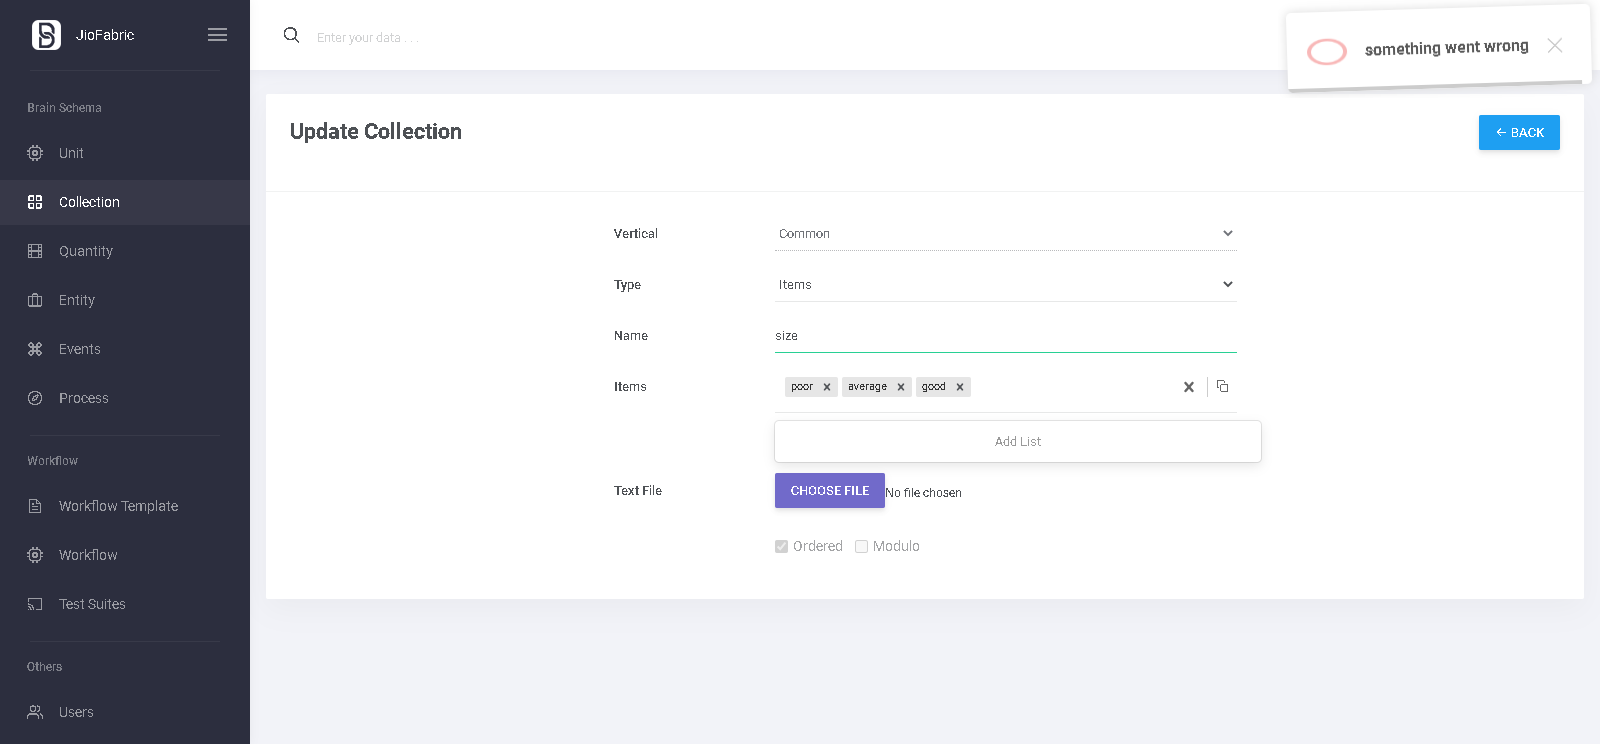 JioFabric
Enter your data . . .
something went wrong
Brain Schema
Unit
Collection
Quantity
Entity
Events
Process
Workflow
Workflow Template
Workflow
Test Suites
Others
Users
Update Collection
← BACK
Vertical Common
Type Items
Name size
Items poor average good
Add List
Text File CHOOSE FILE No file chosen
Ordered Modulo